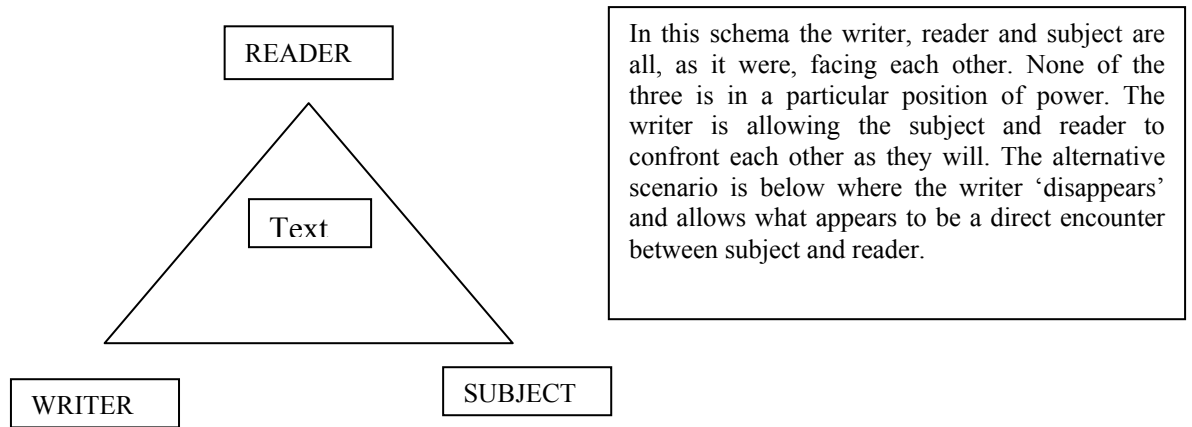 READER
Text
WRITER
SUBJECT
In this schema the writer, reader and subject are
all, as it were, facing each other. None of the
three is in a particular position of power. The
writer is allowing the subject and reader to
confront each other as they will. The alternative
scenario is below where the writer ‘disappears’
and allows what appears to be a direct encounter
between subject and reader.